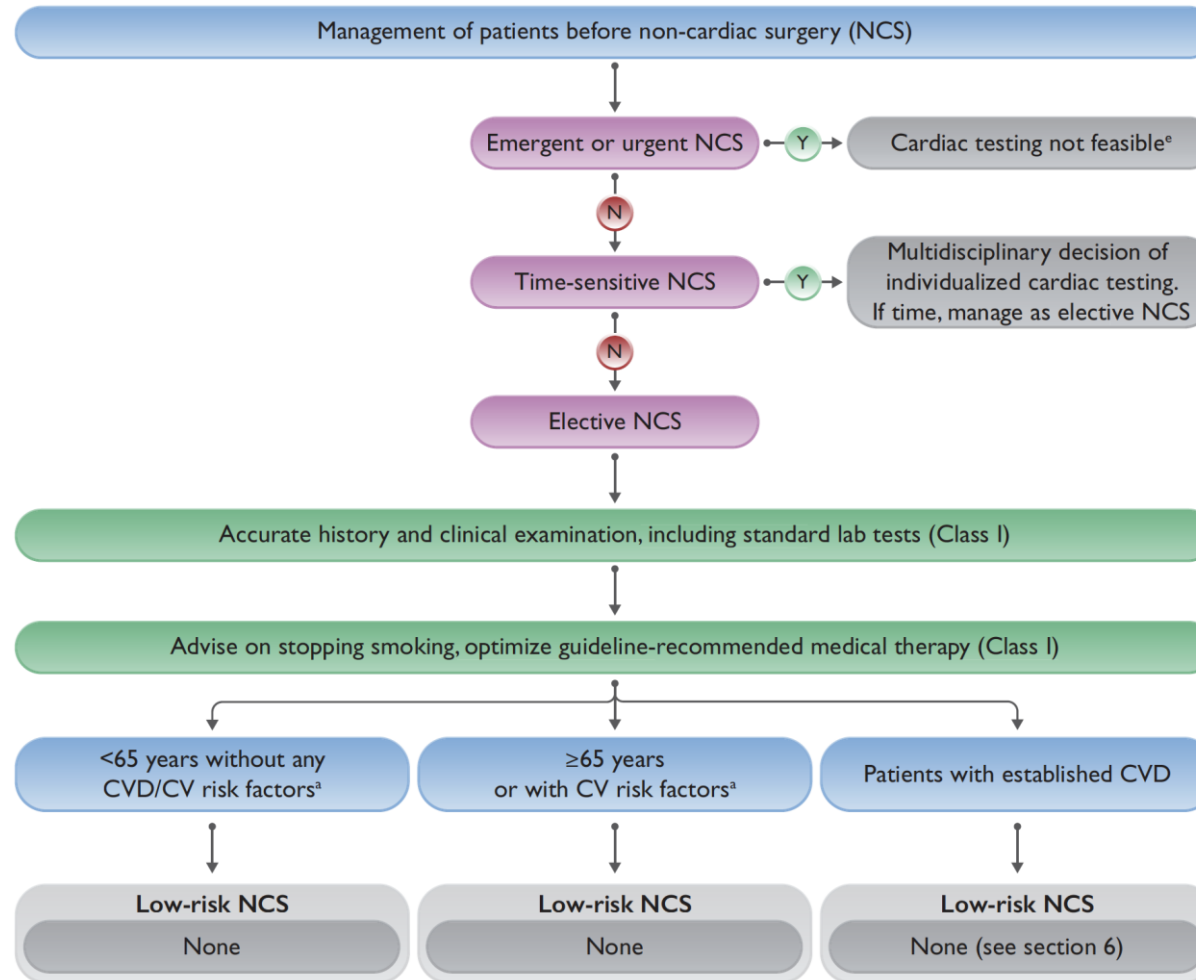 Management of patients before non-cardiac surgery (NCS)
Emergent or urgent NCS
Y
Cardiac testing not feasibleᵉ
N
Time-sensitive NCS
Y
Multidisciplinary decision of
individualized cardiac testing.
If time, manage as elective NCS
N
Elective NCS
Accurate history and clinical examination, including standard lab tests (Class I)
Advise on stopping smoking, optimize guideline-recommended medical therapy (Class I)
<65 years without any
CVD/CV risk factorsᵃ
≥65 years
or with CV risk factorsᵃ
Patients with established CVD
Low-risk NCS
None
Low-risk NCS
None
Low-risk NCS
None (see section 6)